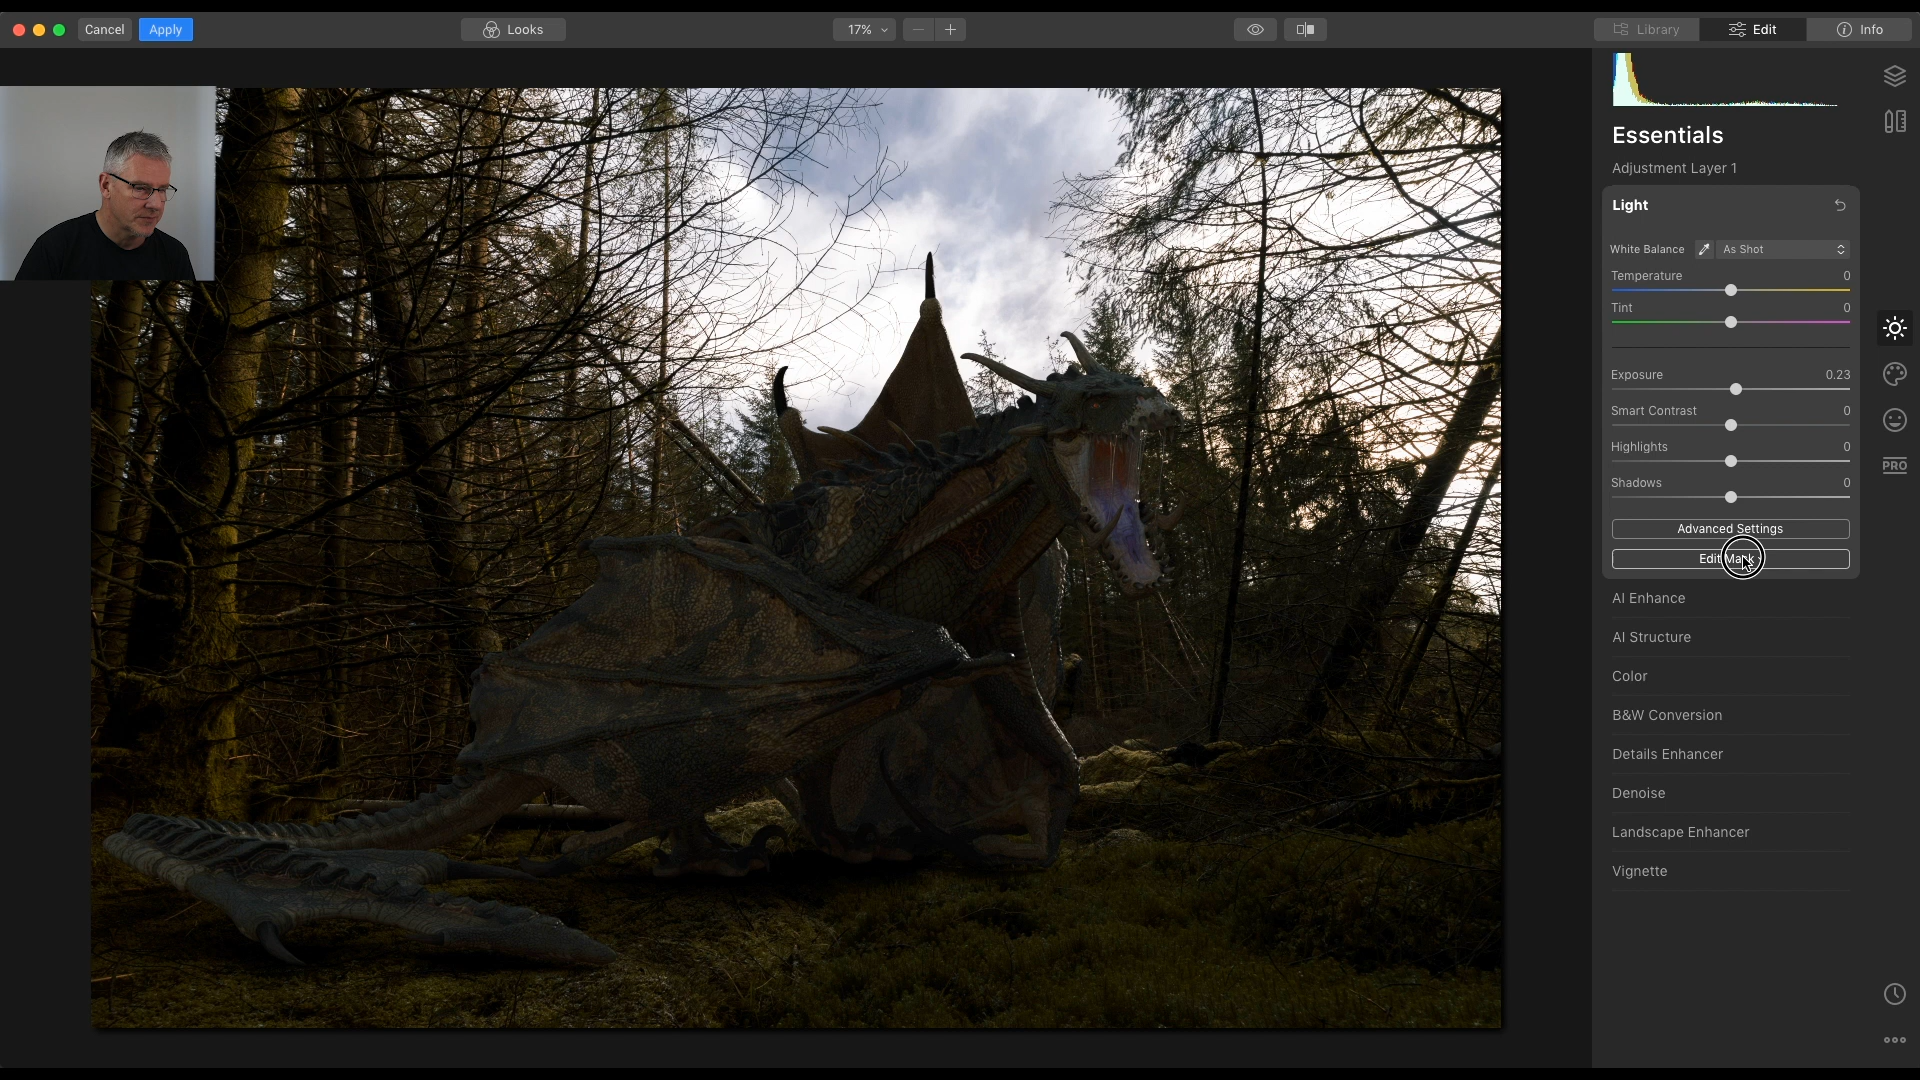 Cancel
Apply
Looks
17%
Library
Edit
Info
Essentials
Adjustment Layer 1
Light
White Balance
As Shot
Temperature 0
Tint 0
Exposure 0.23
Smart Contrast 0
Highlights 0
Shadows 0
Advanced Settings
Edit Mask
AI Enhance
AI Structure
Color
B&W Conversion
Details Enhancer
Denoise
Landscape Enhancer
Vignette
PRO